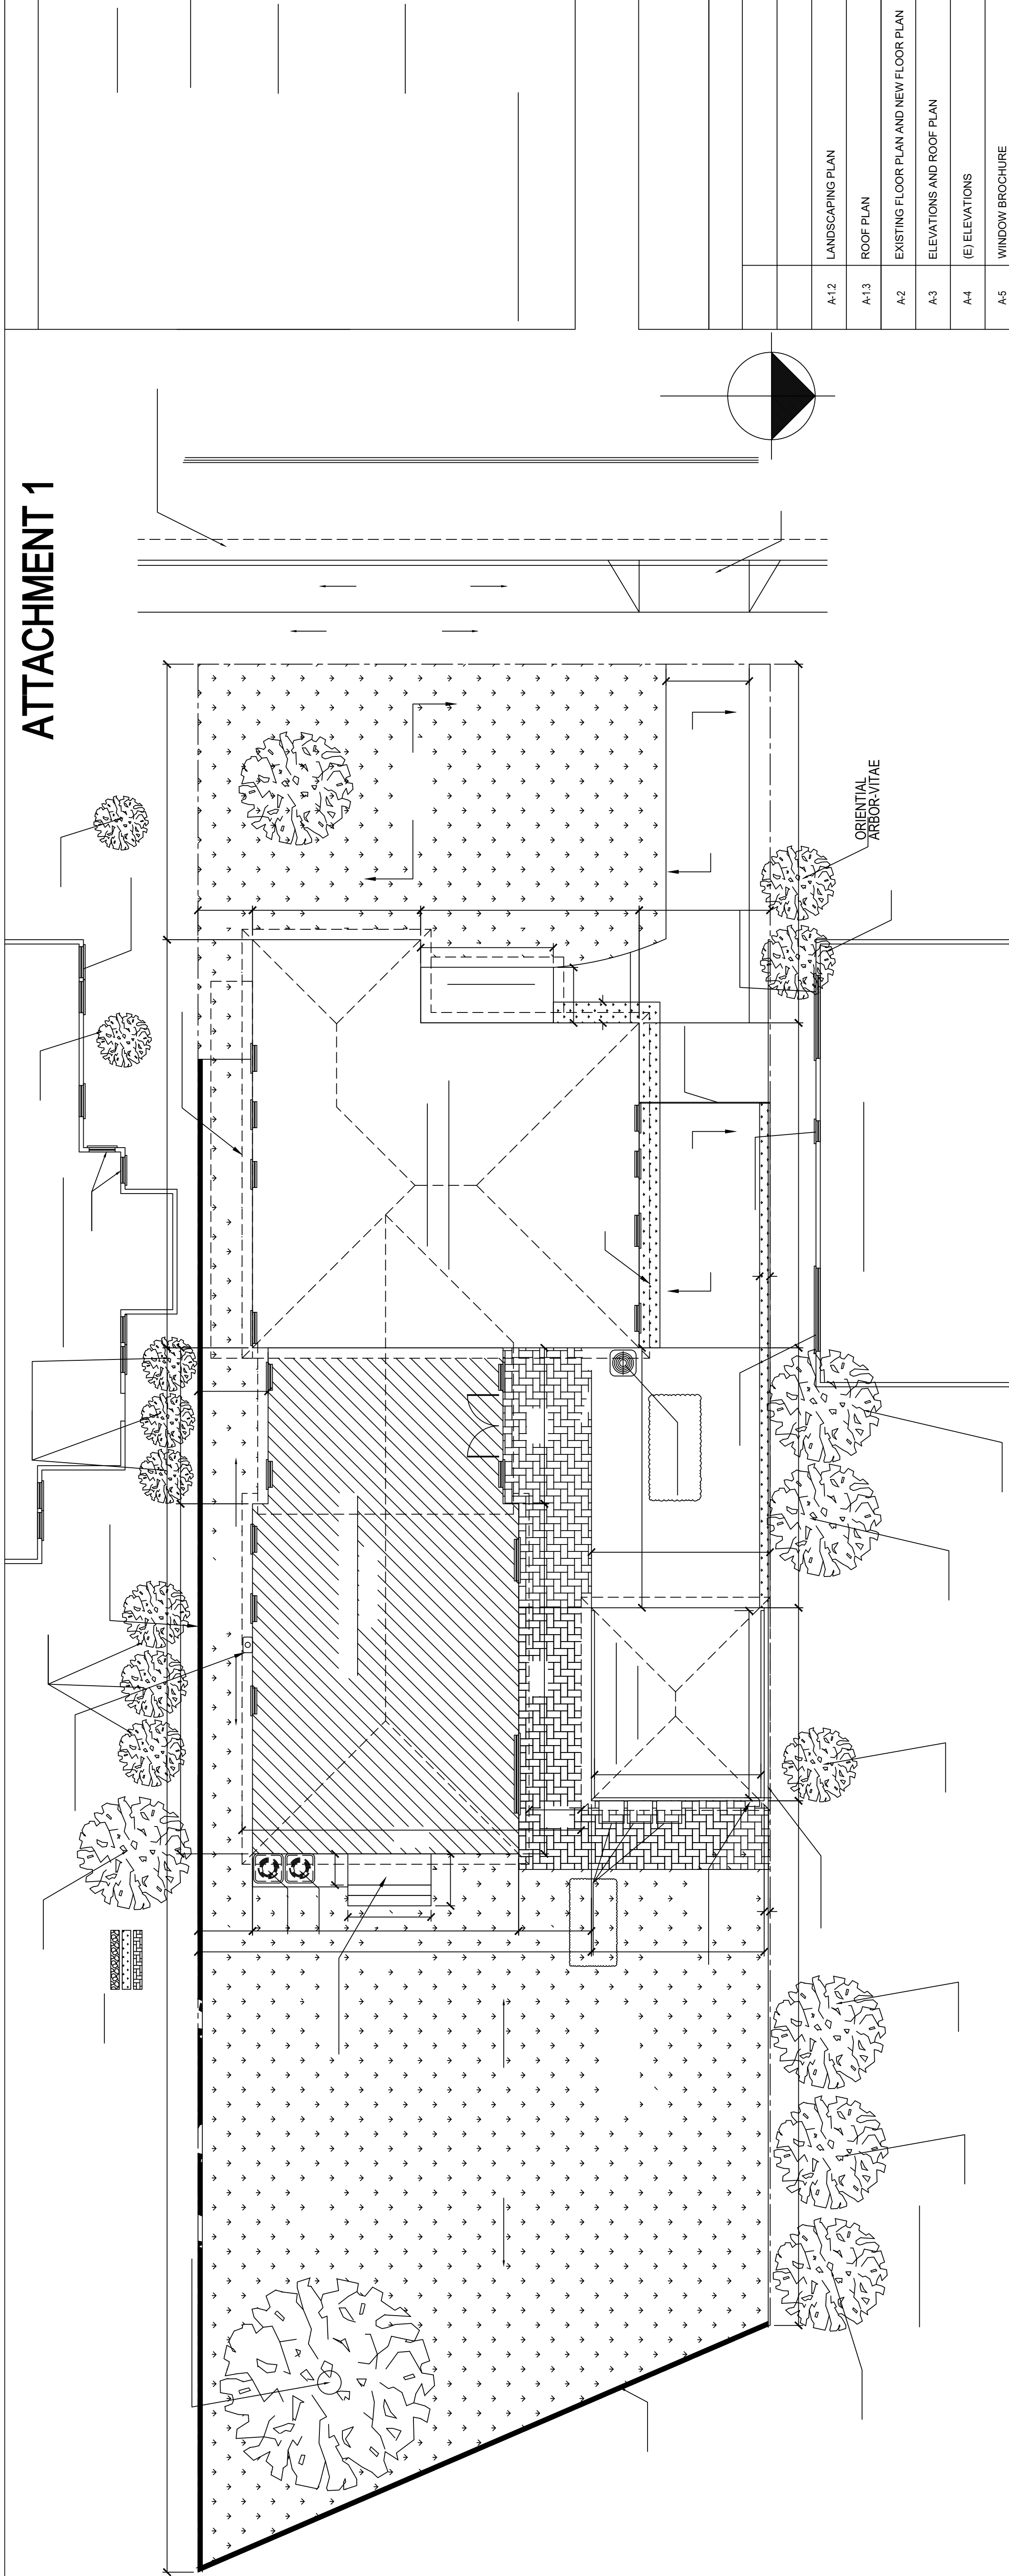 ATTACHMENT 1
A-1.2 LANDSCAPING PLAN
A-1.3 ROOF PLAN
A-2 EXISTING FLOOR PLAN AND NEW FLOOR PLAN
A-3 ELEVATIONS AND ROOF PLAN
A-4 (E) ELEVATIONS
A-5 WINDOW BROCHURE
ORIENTIAL
ARBOR-VITAE